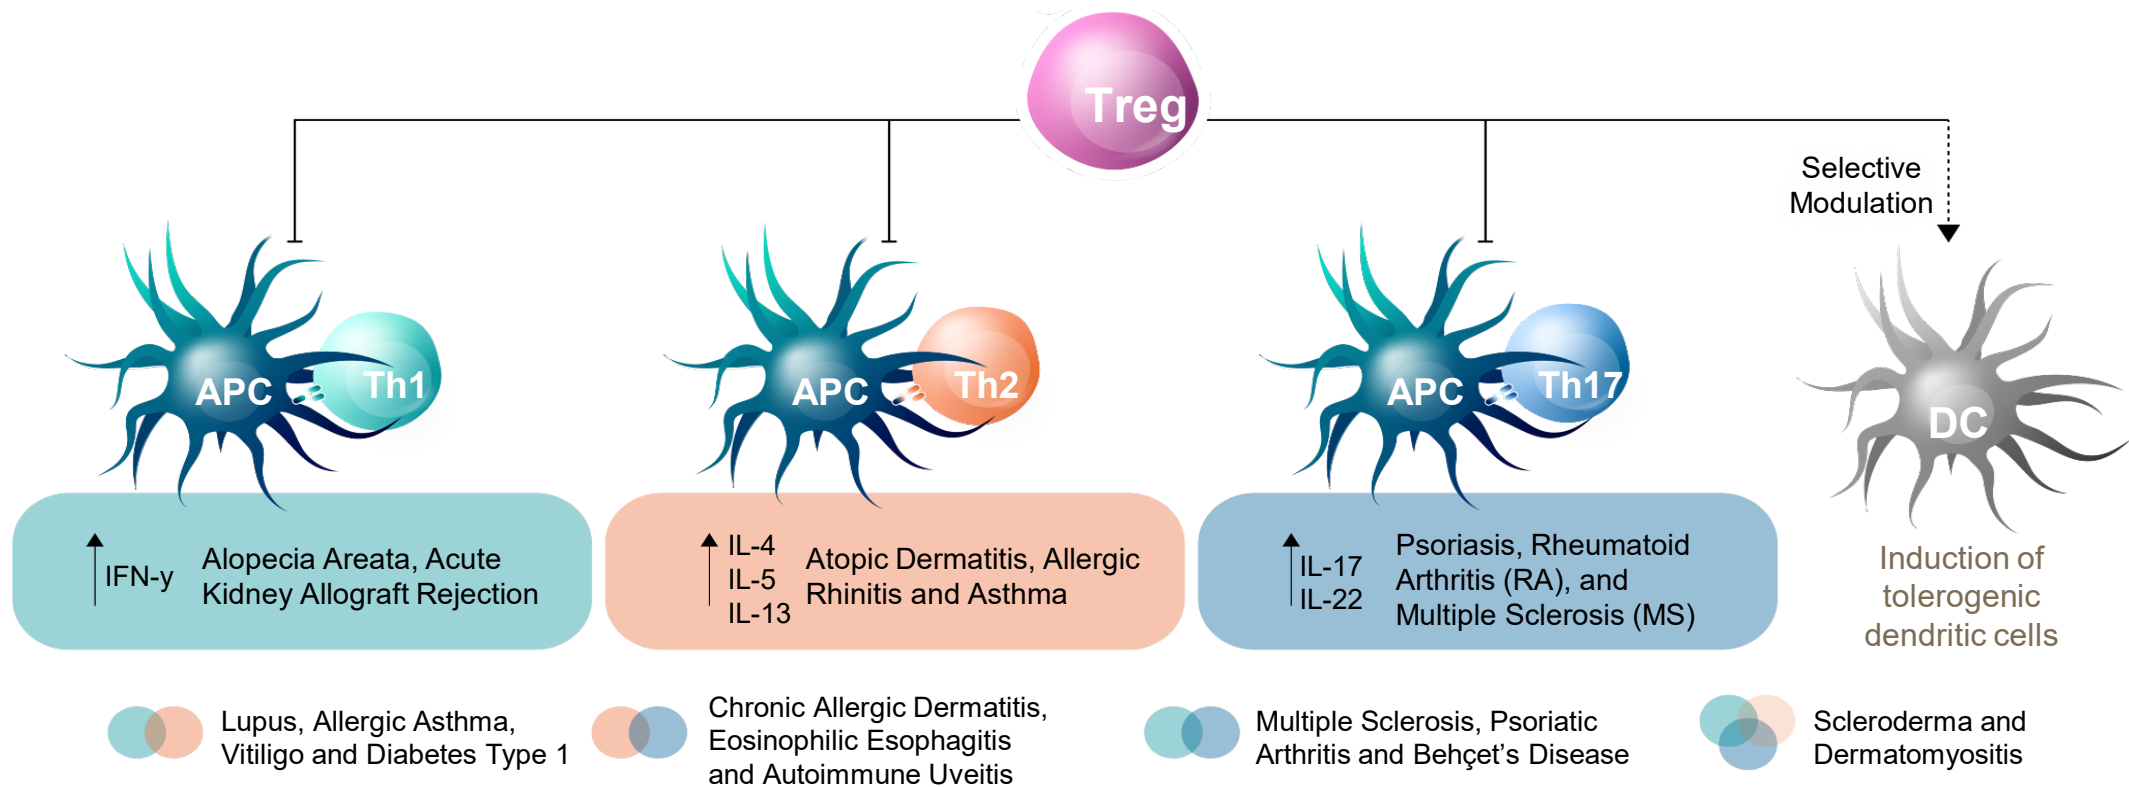 Treg
Selective
Modulation
APC
Th1
APC
Th2
APC
Th17
DC
IFN-y
Alopecia Areata, Acute
Kidney Allograft Rejection
IL-4
IL-5
IL-13
Atopic Dermatitis, Allergic
Rhinitis and Asthma
IL-17
IL-22
Psoriasis, Rheumatoid
Arthritis (RA), and
Multiple Sclerosis (MS)
Induction of
tolerogenic
dendritic cells
Lupus, Allergic Asthma,
Vitiligo and Diabetes Type 1
Chronic Allergic Dermatitis,
Eosinophilic Esophagitis
and Autoimmune Uveitis
Multiple Sclerosis, Psoriatic
Arthritis and Behçet’s Disease
Scleroderma and
Dermatomyositis